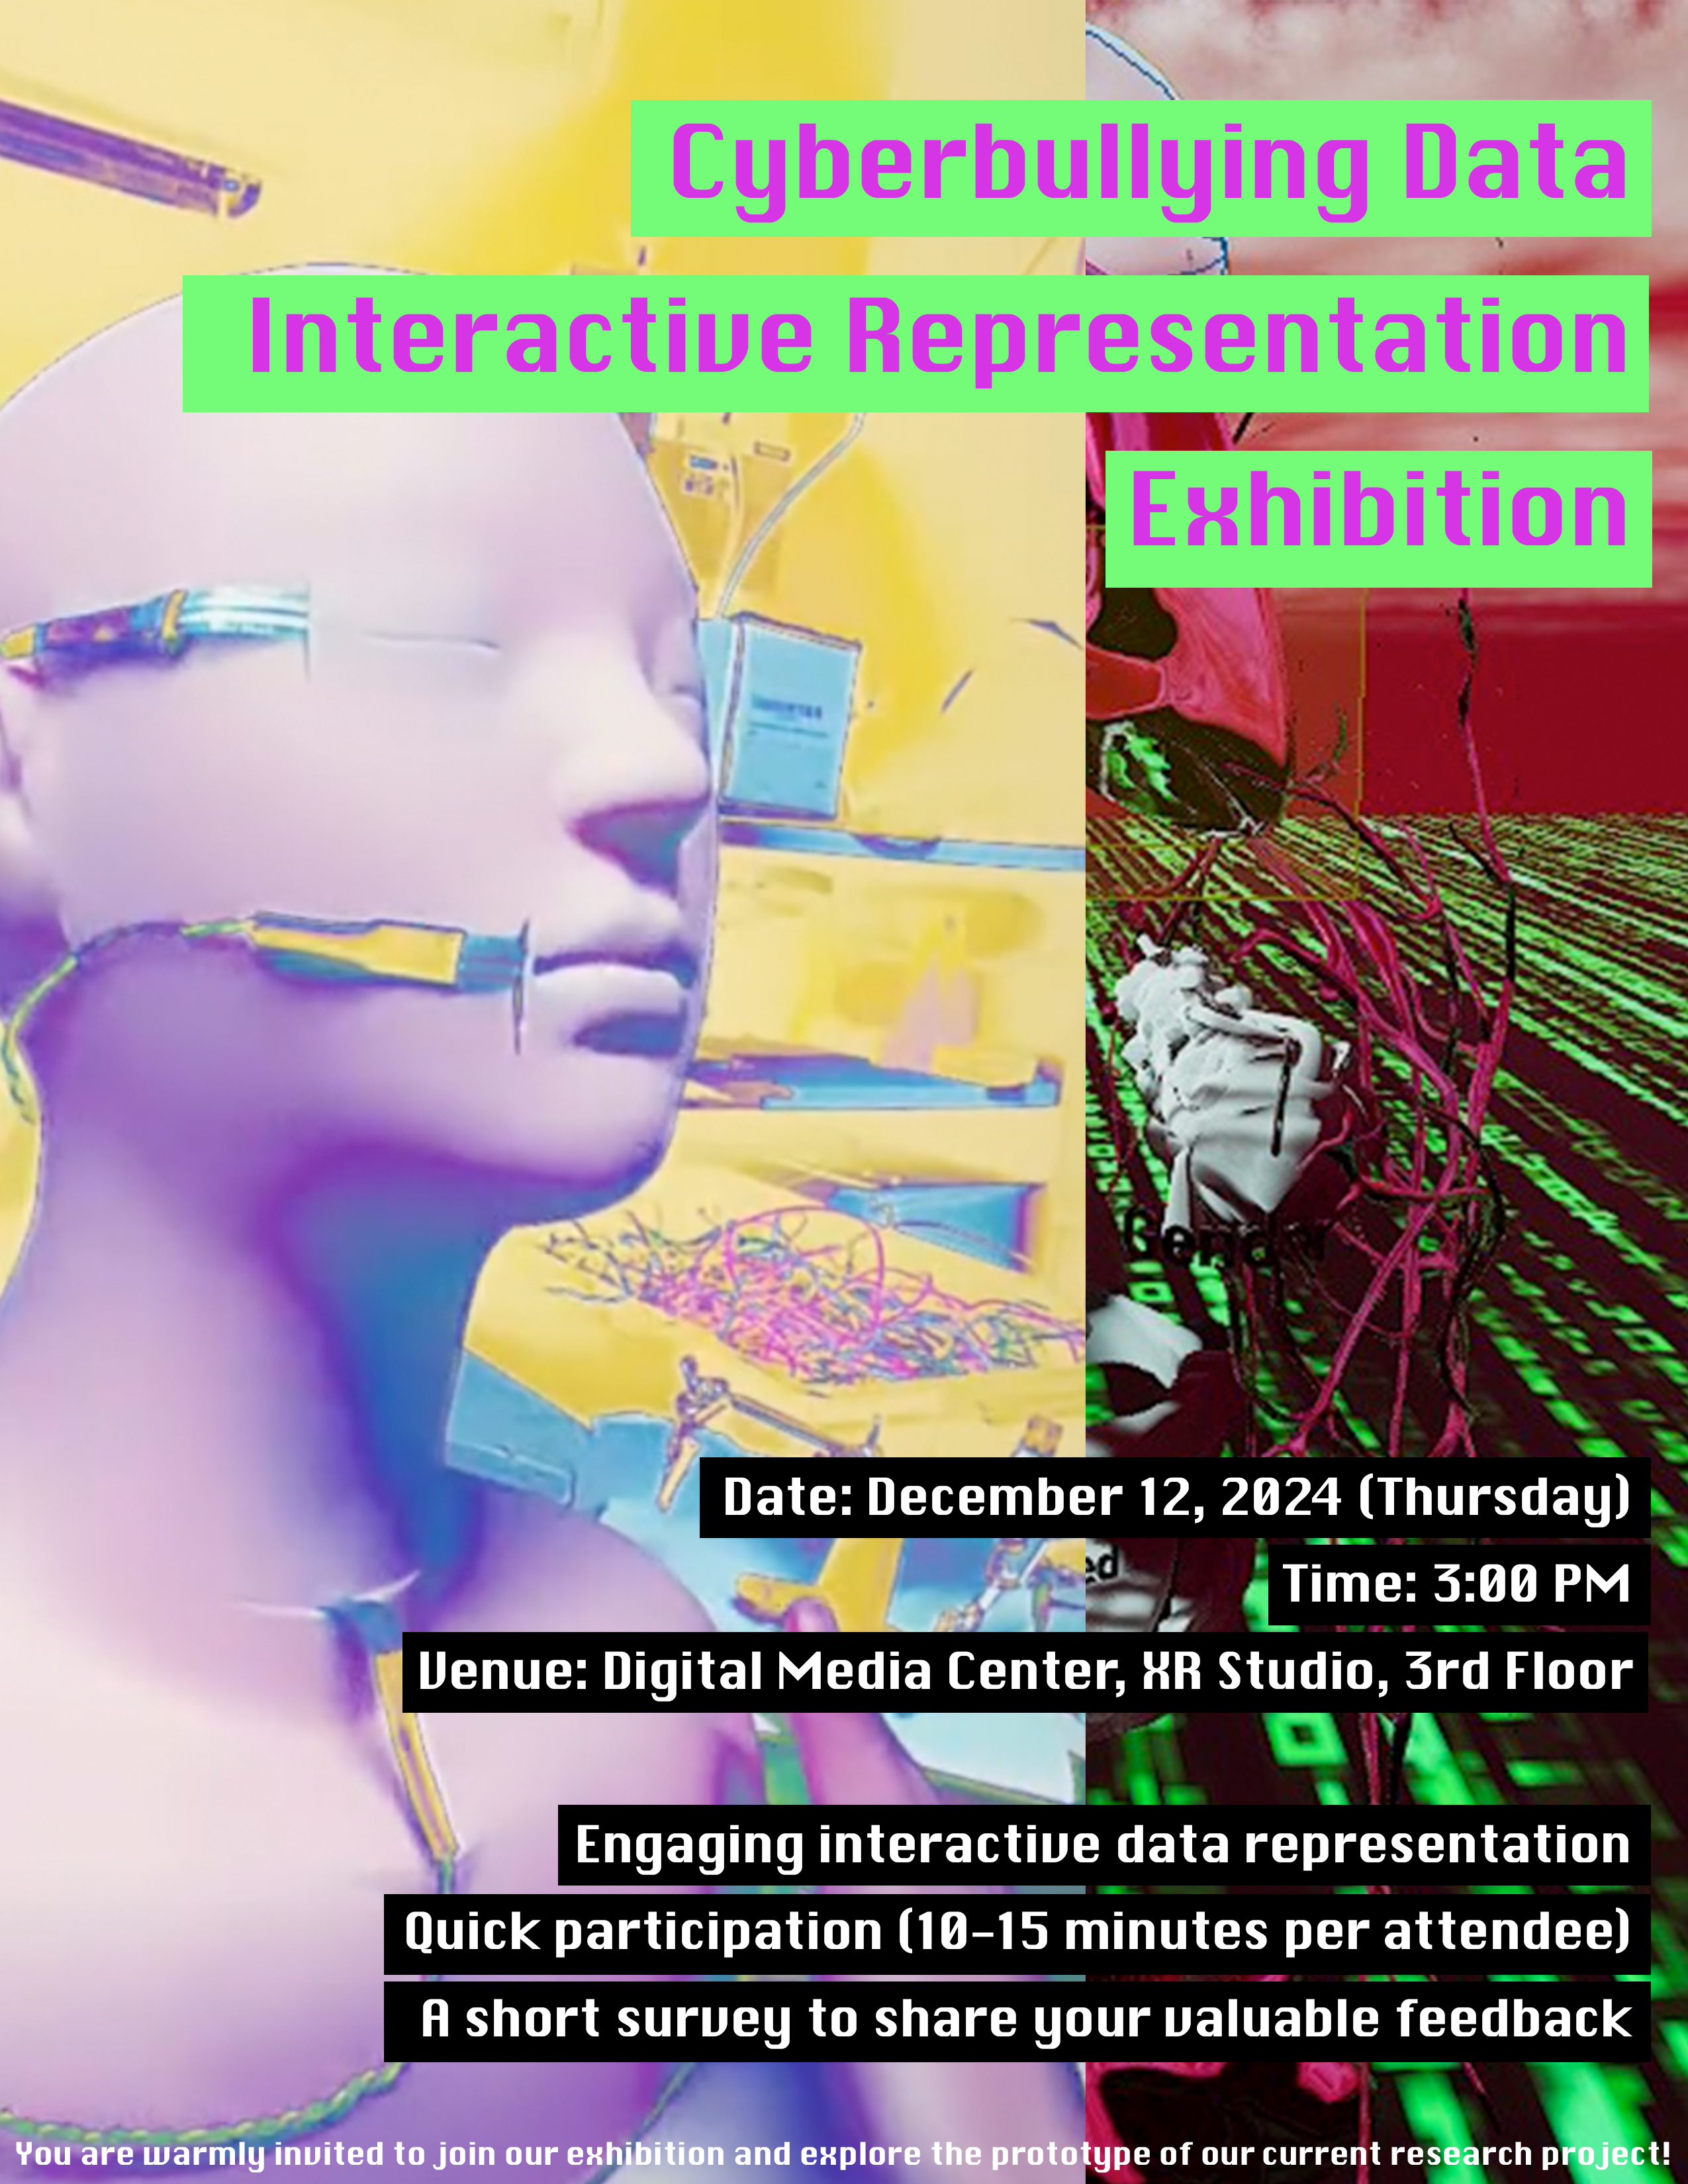 Cyberbullying Data
Interactive Representation
Exhibition
Gender
Date: December 12, 2024 (Thursday)
ed
Time: 3:00 PM
Venue: Digital Media Center, XR Studio, 3rd Floor
Engaging interactive data representation
Quick participation (10-15 minutes per attendee)
A short survey to share your valuable feedback
You are warmly invited to join our exhibition and explore the prototype of our current research project!